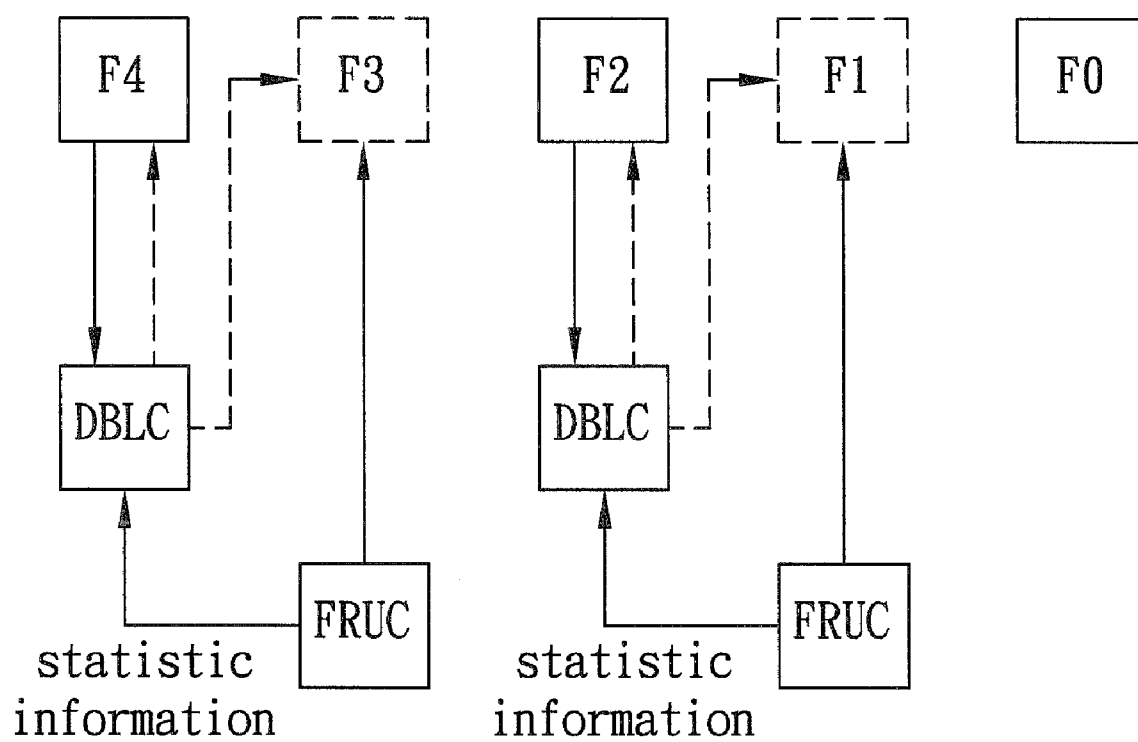 F4
F3
F2
F1
F0
DBLC
DBLC
FRUC
FRUC
statistic
information
statistic
information